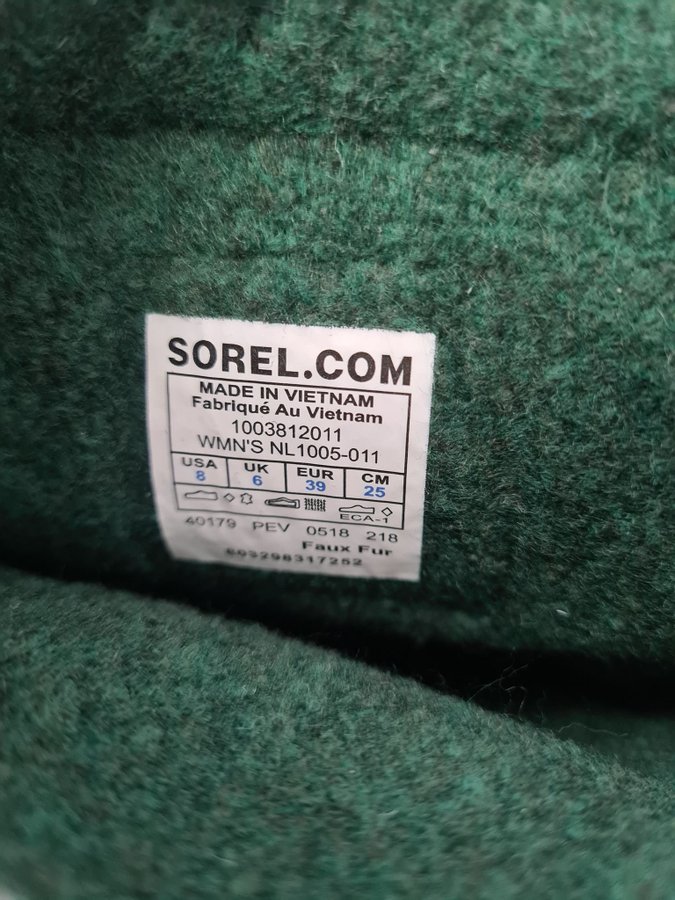 SOREL.COM
MADE IN VIETNAM
Fabriqué Au Vietnam
1003812011
WMN'S NL1005-011
USA UK EUR CM
8 6 39 25
ECA-1
40179 PEV 0518 218
Faux Fur
803298317252